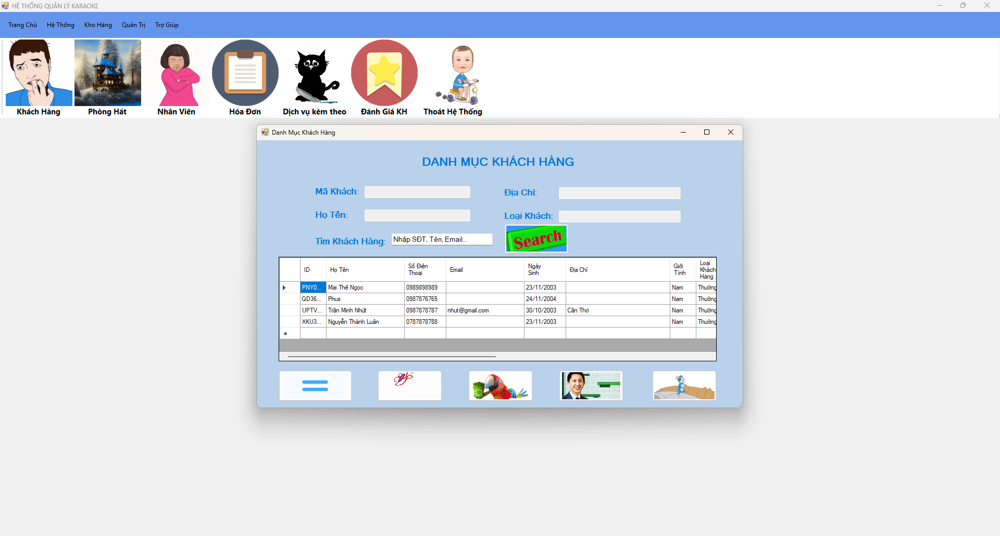 HỆ THỐNG QUẢN LÝ KARAOKE
Trang Chủ Hệ Thống Kho Hàng Quản Trị Trợ Giúp
Khách Hàng Phòng Hát Nhân Viên Hóa Đơn Dịch vụ kèm theo Đánh Giá KH Thoát Hệ Thống
Danh Mục Khách Hàng
DANH MỤC KHÁCH HÀNG
Mã Khách: Địa Chỉ:
Họ Tên: Loại Khách:
Tìm Khách Hàng: Nhập SĐT, Tên, Email... Search
ID Họ Tên Số Điện Thoại Email Ngày Sinh Địa Chỉ Giới Tính Loại Khách Hàng
PNY0... Mai Thế Ngọc 0989898989 23/11/2003 Nam Thường
QD36... Phus 0987876765 24/11/2004 Nam Thường
UPTV... Trần Minh Nhứt 0987878787 nhut@gmail.com 30/10/2003 Cần Thơ Nam Thường
XKU3... Nguyễn Thành Luân 0787878788 23/11/2003 Nam Thường